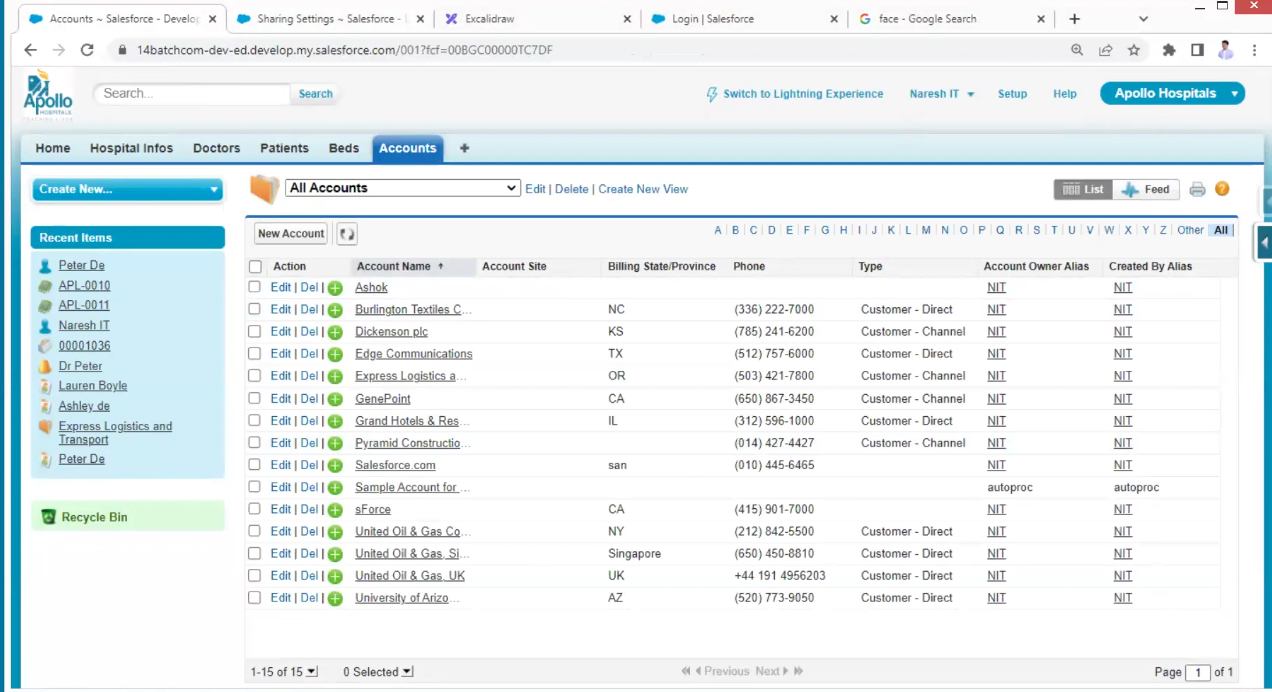 Accounts ~ Salesforce - Develop
Sharing Settings ~ Salesforce -
Excalidraw
Login | Salesforce
face - Google Search
14batchcom-dev-ed.develop.my.salesforce.com/001?fcf=00BGC00000TC7DF
Apollo
HOSPITALS
Search...
Search
Switch to Lightning Experience
Naresh IT
Setup
Help
Apollo Hospitals
Home Hospital Infos Doctors Patients Beds Accounts +
Create New...
Recent Items
Peter De
APL-0010
APL-0011
Naresh IT
00001036
Dr Peter
Lauren Boyle
Ashley de
Express Logistics and
Transport
Peter De
Recycle Bin
All Accounts
Edit | Delete | Create New View
List Feed
New Account
A | B | C | D | E | F | G | H | I | J | K | L | M | N | O | P | Q | R | S | T | U | V | W | X | Y | Z | Other | All |
Action Account Name Account Site Billing State/Province Phone Type Account Owner Alias Created By Alias
Edit | Del | Ashok NIT NIT
Edit | Del | Burlington Textiles C... NC (336) 222-7000 Customer - Direct NIT NIT
Edit | Del | Dickenson plc KS (785) 241-6200 Customer - Channel NIT NIT
Edit | Del | Edge Communications TX (512) 757-6000 Customer - Direct NIT NIT
Edit | Del | Express Logistics a... OR (503) 421-7800 Customer - Channel NIT NIT
Edit | Del | GenePoint CA (650) 867-3450 Customer - Channel NIT NIT
Edit | Del | Grand Hotels & Res... IL (312) 596-1000 Customer - Direct NIT NIT
Edit | Del | Pyramid Constructio... (014) 427-4427 Customer - Channel NIT NIT
Edit | Del | Salesforce.com san (010) 445-6465 NIT NIT
Edit | Del | Sample Account for ... autoproc autoproc
Edit | Del | sForce CA (415) 901-7000 NIT NIT
Edit | Del | United Oil & Gas Co... NY (212) 842-5500 Customer - Direct NIT NIT
Edit | Del | United Oil & Gas, Si... Singapore (650) 450-8810 Customer - Direct NIT NIT
Edit | Del | United Oil & Gas, UK UK +44 191 4956203 Customer - Direct NIT NIT
Edit | Del | University of Arizo... AZ (520) 773-9050 Customer - Direct NIT NIT
1-15 of 15 0 Selected Previous Next Page 1 of 1